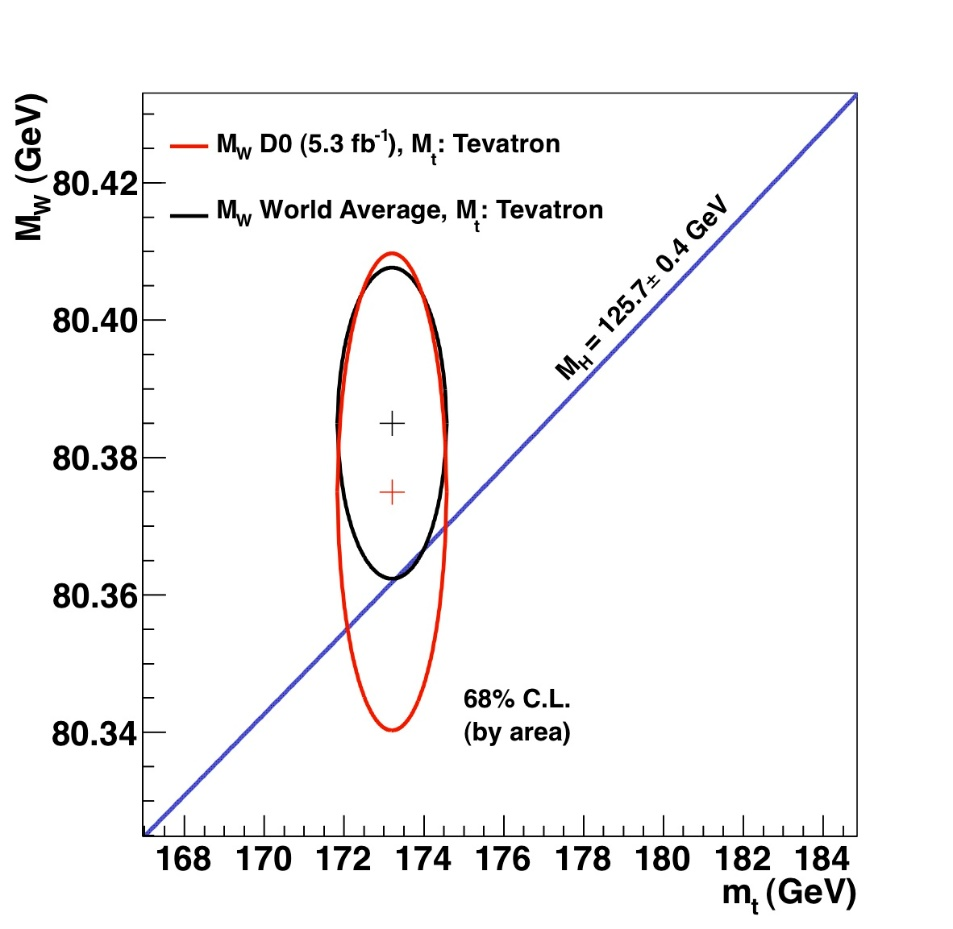 M_W (GeV)
M_W D0 (5.3 fb⁻¹), M_t: Tevatron
80.42
M_W World Average, M_t: Tevatron
M_H = 125.7± 0.4 GeV
80.40
80.38
80.36
68% C.L.
(by area)
80.34
168 170 172 174 176 178 180 182 184
m_t (GeV)